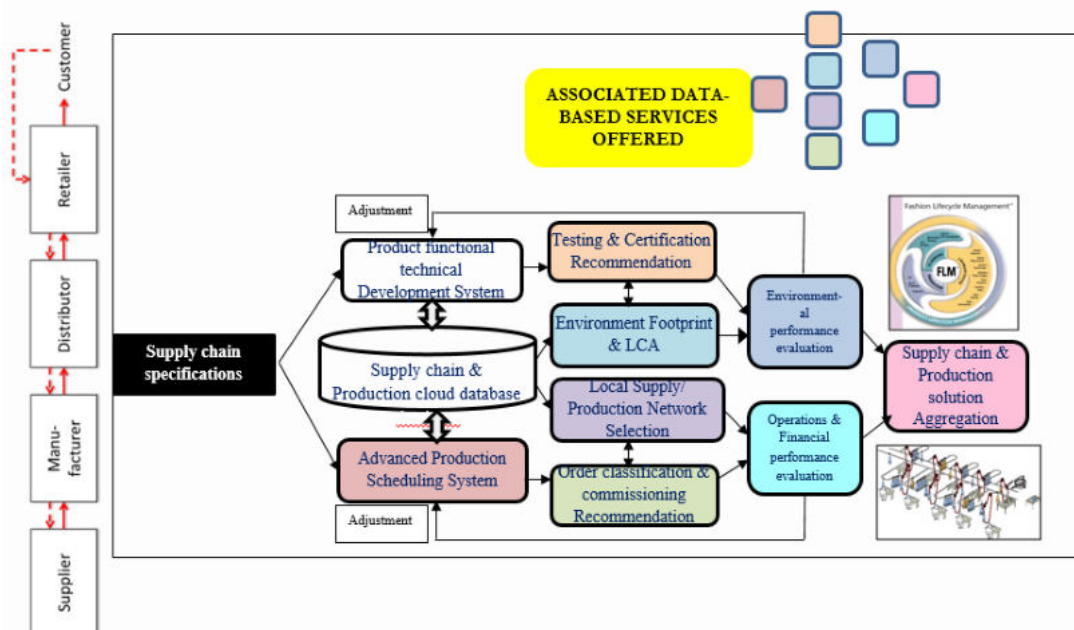 Customer
Retailer
Distributor
Manu-
facturer
Supplier
ASSOCIATED DATA-
BASED SERVICES
OFFERED
Supply chain
specifications
Adjustment
Product functional
technical
Development System
Supply chain &
Production cloud database
Advanced Production
Scheduling System
Adjustment
Testing & Certification
Recommendation
Environment Footprint
& LCA
Local Supply/
Production Network
Selection
Order classification &
commissioning
Recommendation
Environment-
al
performance
evaluation
Operations &
Financial
performance
evaluation
Fashion Lifecycle Management™
FLM
Supply chain &
Production
solution
Aggregation